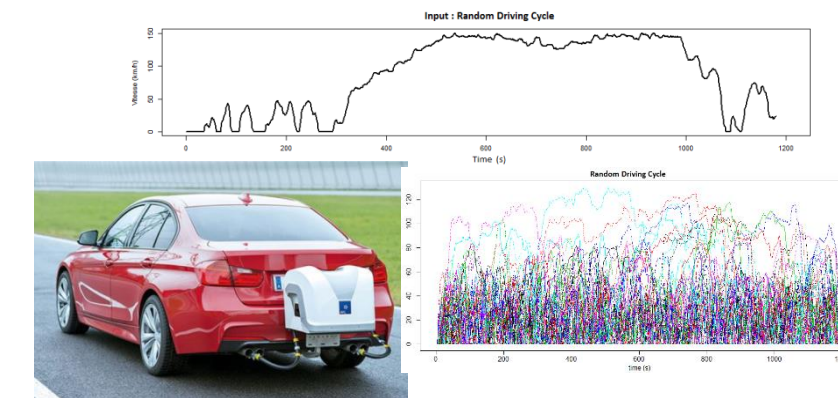 Input : Random Driving Cycle
Vitesse (km/h)
150
100
50
0
0 200 400 600 800 1000 1200
Time (s)
Random Driving Cycle
120
100
80
60
40
20
0
0 200 400 600 800 1000
time (s)